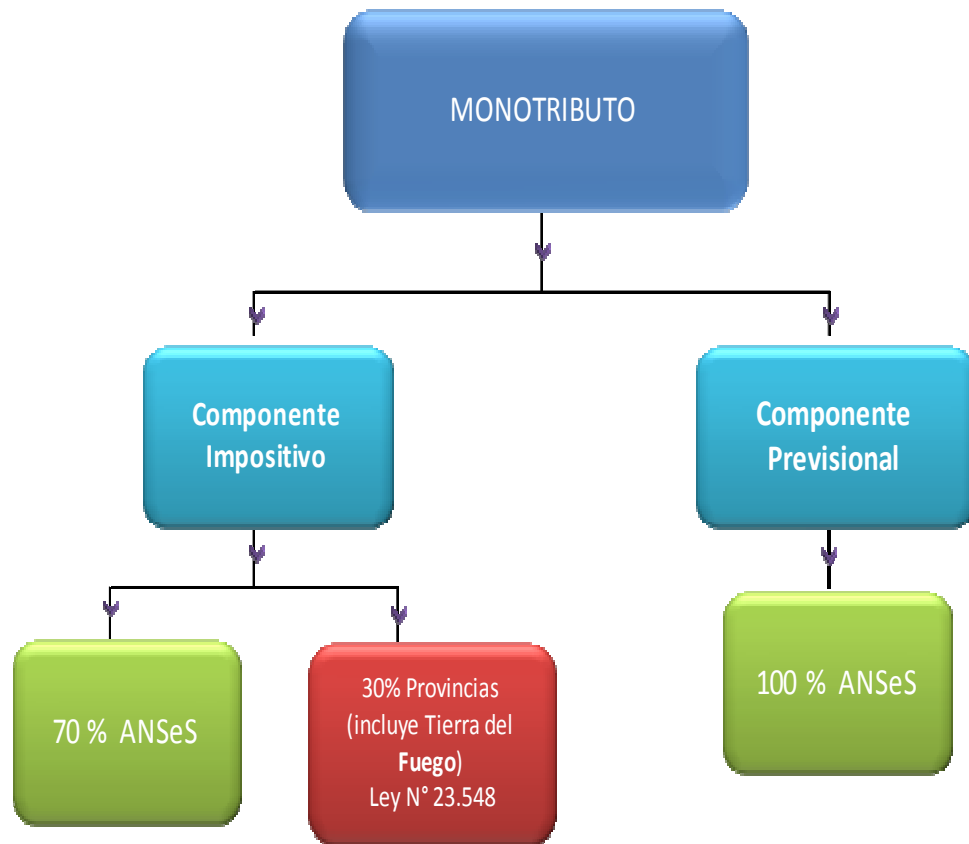 MONOTRIBUTO
Componente
Impositivo
Componente
Previsional
70 % ANSeS
30% Provincias
(incluye Tierra del
Fuego)
Ley N° 23.548
100 % ANSeS